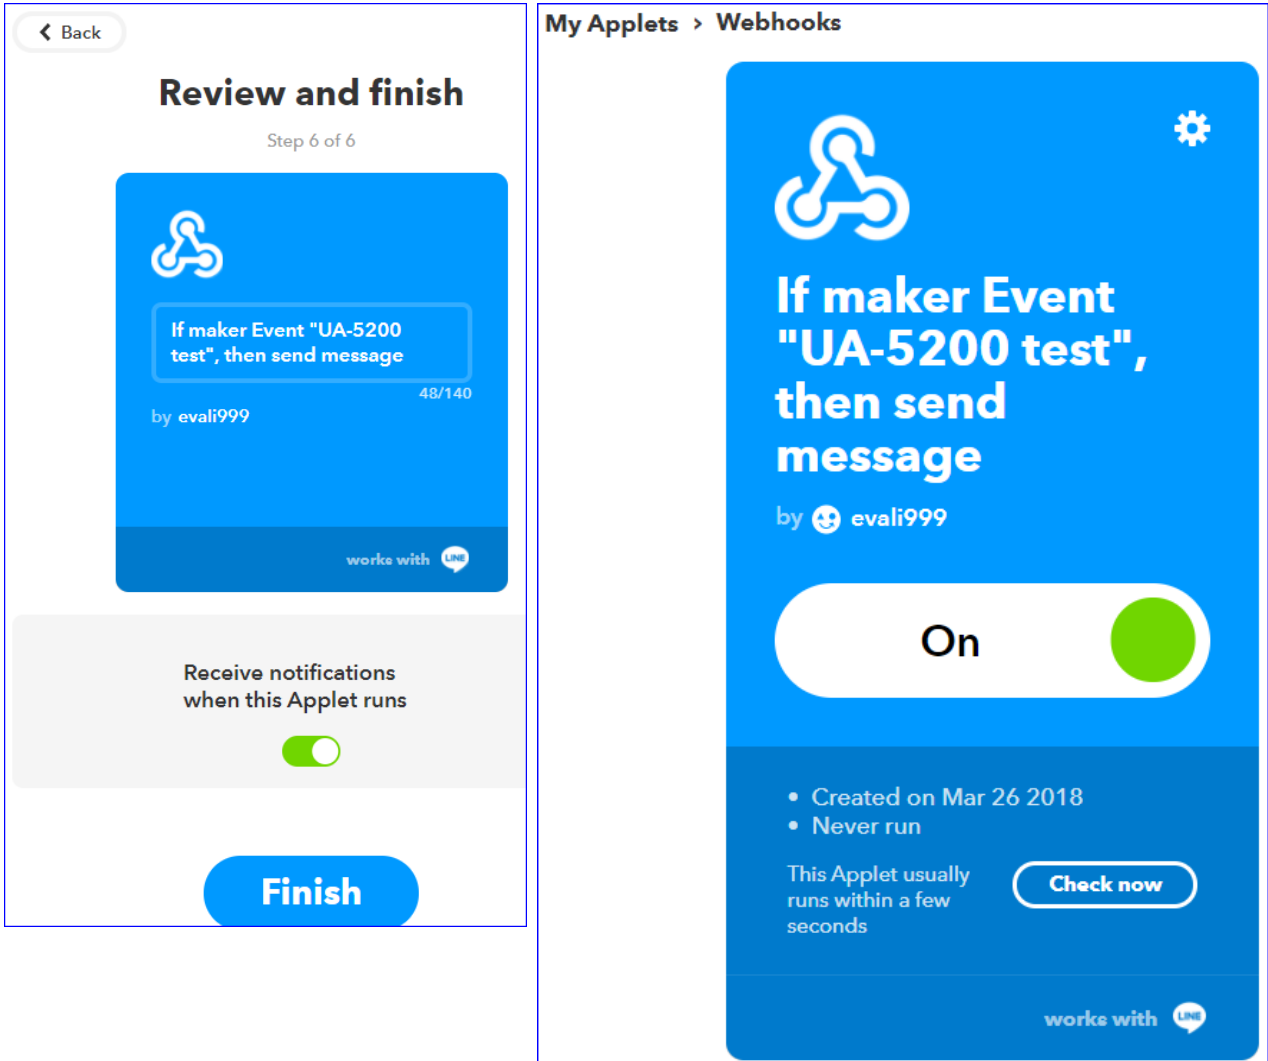 Back
Review and finish
Step 6 of 6
If maker Event "UA-5200
test", then send message
48/140
by evali999
works with LINE
Receive notifications
when this Applet runs
Finish
My Applets > Webhooks
If maker Event
"UA-5200 test",
then send
message
by evali999
On
• Created on Mar 26 2018
• Never run
This Applet usually
runs within a few
seconds
Check now
works with LINE